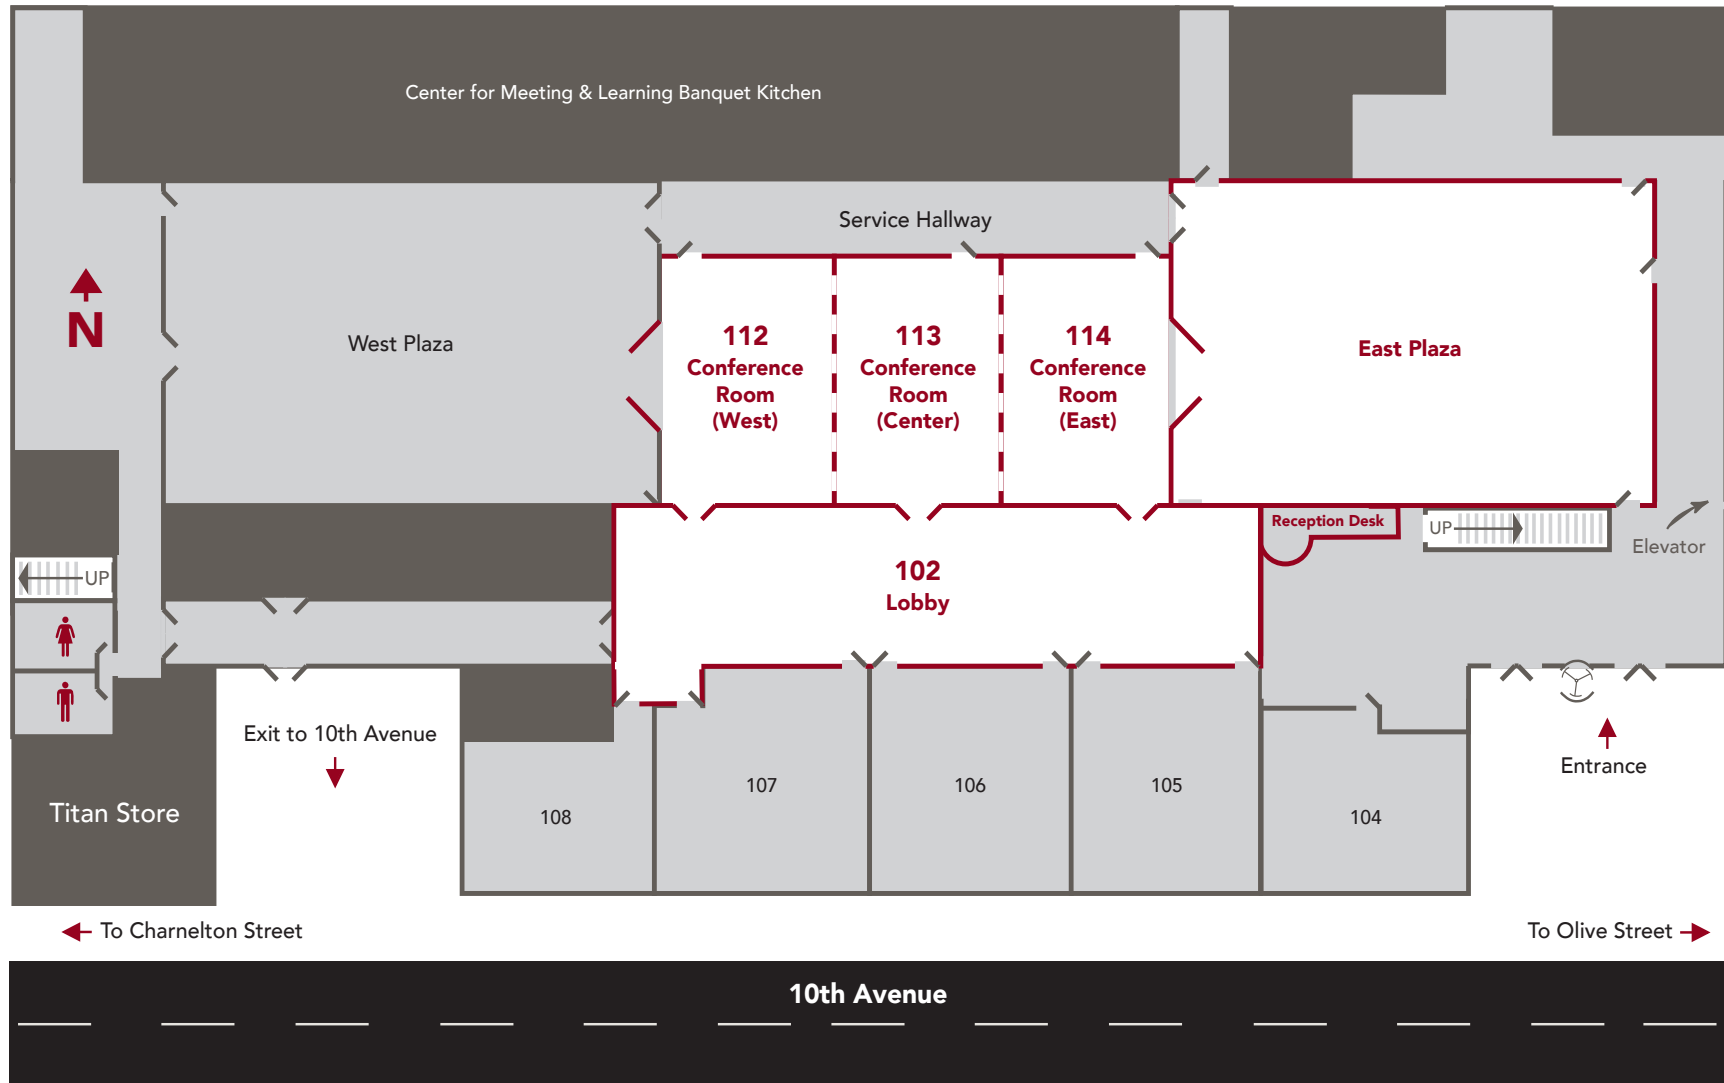 Center for Meeting & Learning Banquet Kitchen
Service Hallway
N
West Plaza
112
Conference
Room
(West)
113
Conference
Room
(Center)
114
Conference
Room
(East)
East Plaza
Reception Desk
UP
Elevator
UP
102
Lobby
Exit to 10th Avenue
Entrance
Titan Store
108
107
106
105
104
To Charnelton Street
To Olive Street
10th Avenue